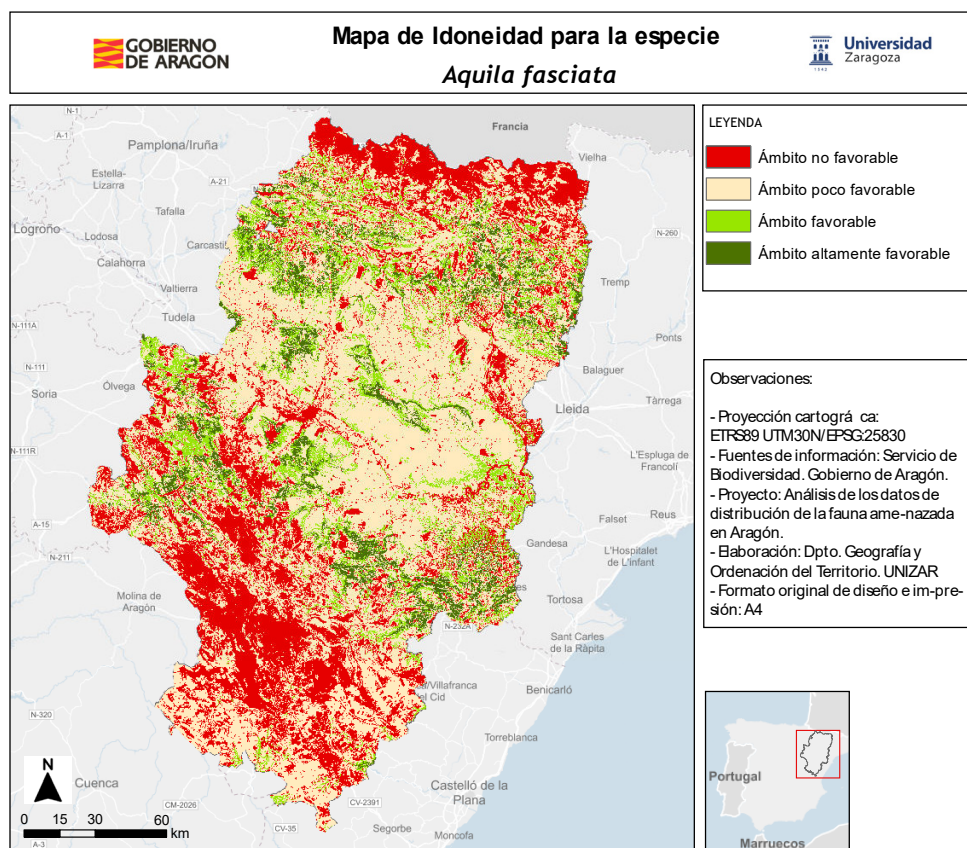 GOBIERNO
DE ARAGON
Mapa de Idoneidad para la especie
Aquila fasciata
1542
Universidad
Zaragoza
N-1
A-1
Francia
Pamplona/Iruña
Vielha
Estella-
Lizarra
A-21
Tafalla
Logroño
Lodosa
Carcasti
N-260
Calahorra
Valtierra
Tremp
Tudela
N-111A
Ponts
N-111
Balaguer
Soria
Ólvega
Lleida
Tàrrega
N-111R
L'Espluga de
Francolí
A-15
Falset
Reus
N-211
Gandesa
L'Hospitalet
de L'Infant
Molina de
Aragón
es
Tortosa
N-232A
Sant Carles
de la Ràpita
a/Villafranca
el Cid
Benicarló
N-320
Torreblanca
Cuenca
Castelló de la
Plana
CM-2026
CV-2391
CV-35
Segorbe
Moncofa
A-3
N
0 15 30 60
km
LEYENDA
Ámbito no favorable
Ámbito poco favorable
Ámbito favorable
Ámbito altamente favorable
Observaciones:
- Proyección cartográ ca:
ETRS89 UTM30N/EPSG:25830
- Fuentes de información: Servicio de
Biodiversidad. Gobierno de Aragón.
- Proyecto: Análisis de los datos de
distribución de la fauna ame-nazada
en Aragón.
- Elaboración: Dpto. Geografía y
Ordenación del Territorio. UNIZAR
- Formato original de diseño e im-pre-
sión: A4
Portugal
Marruecos